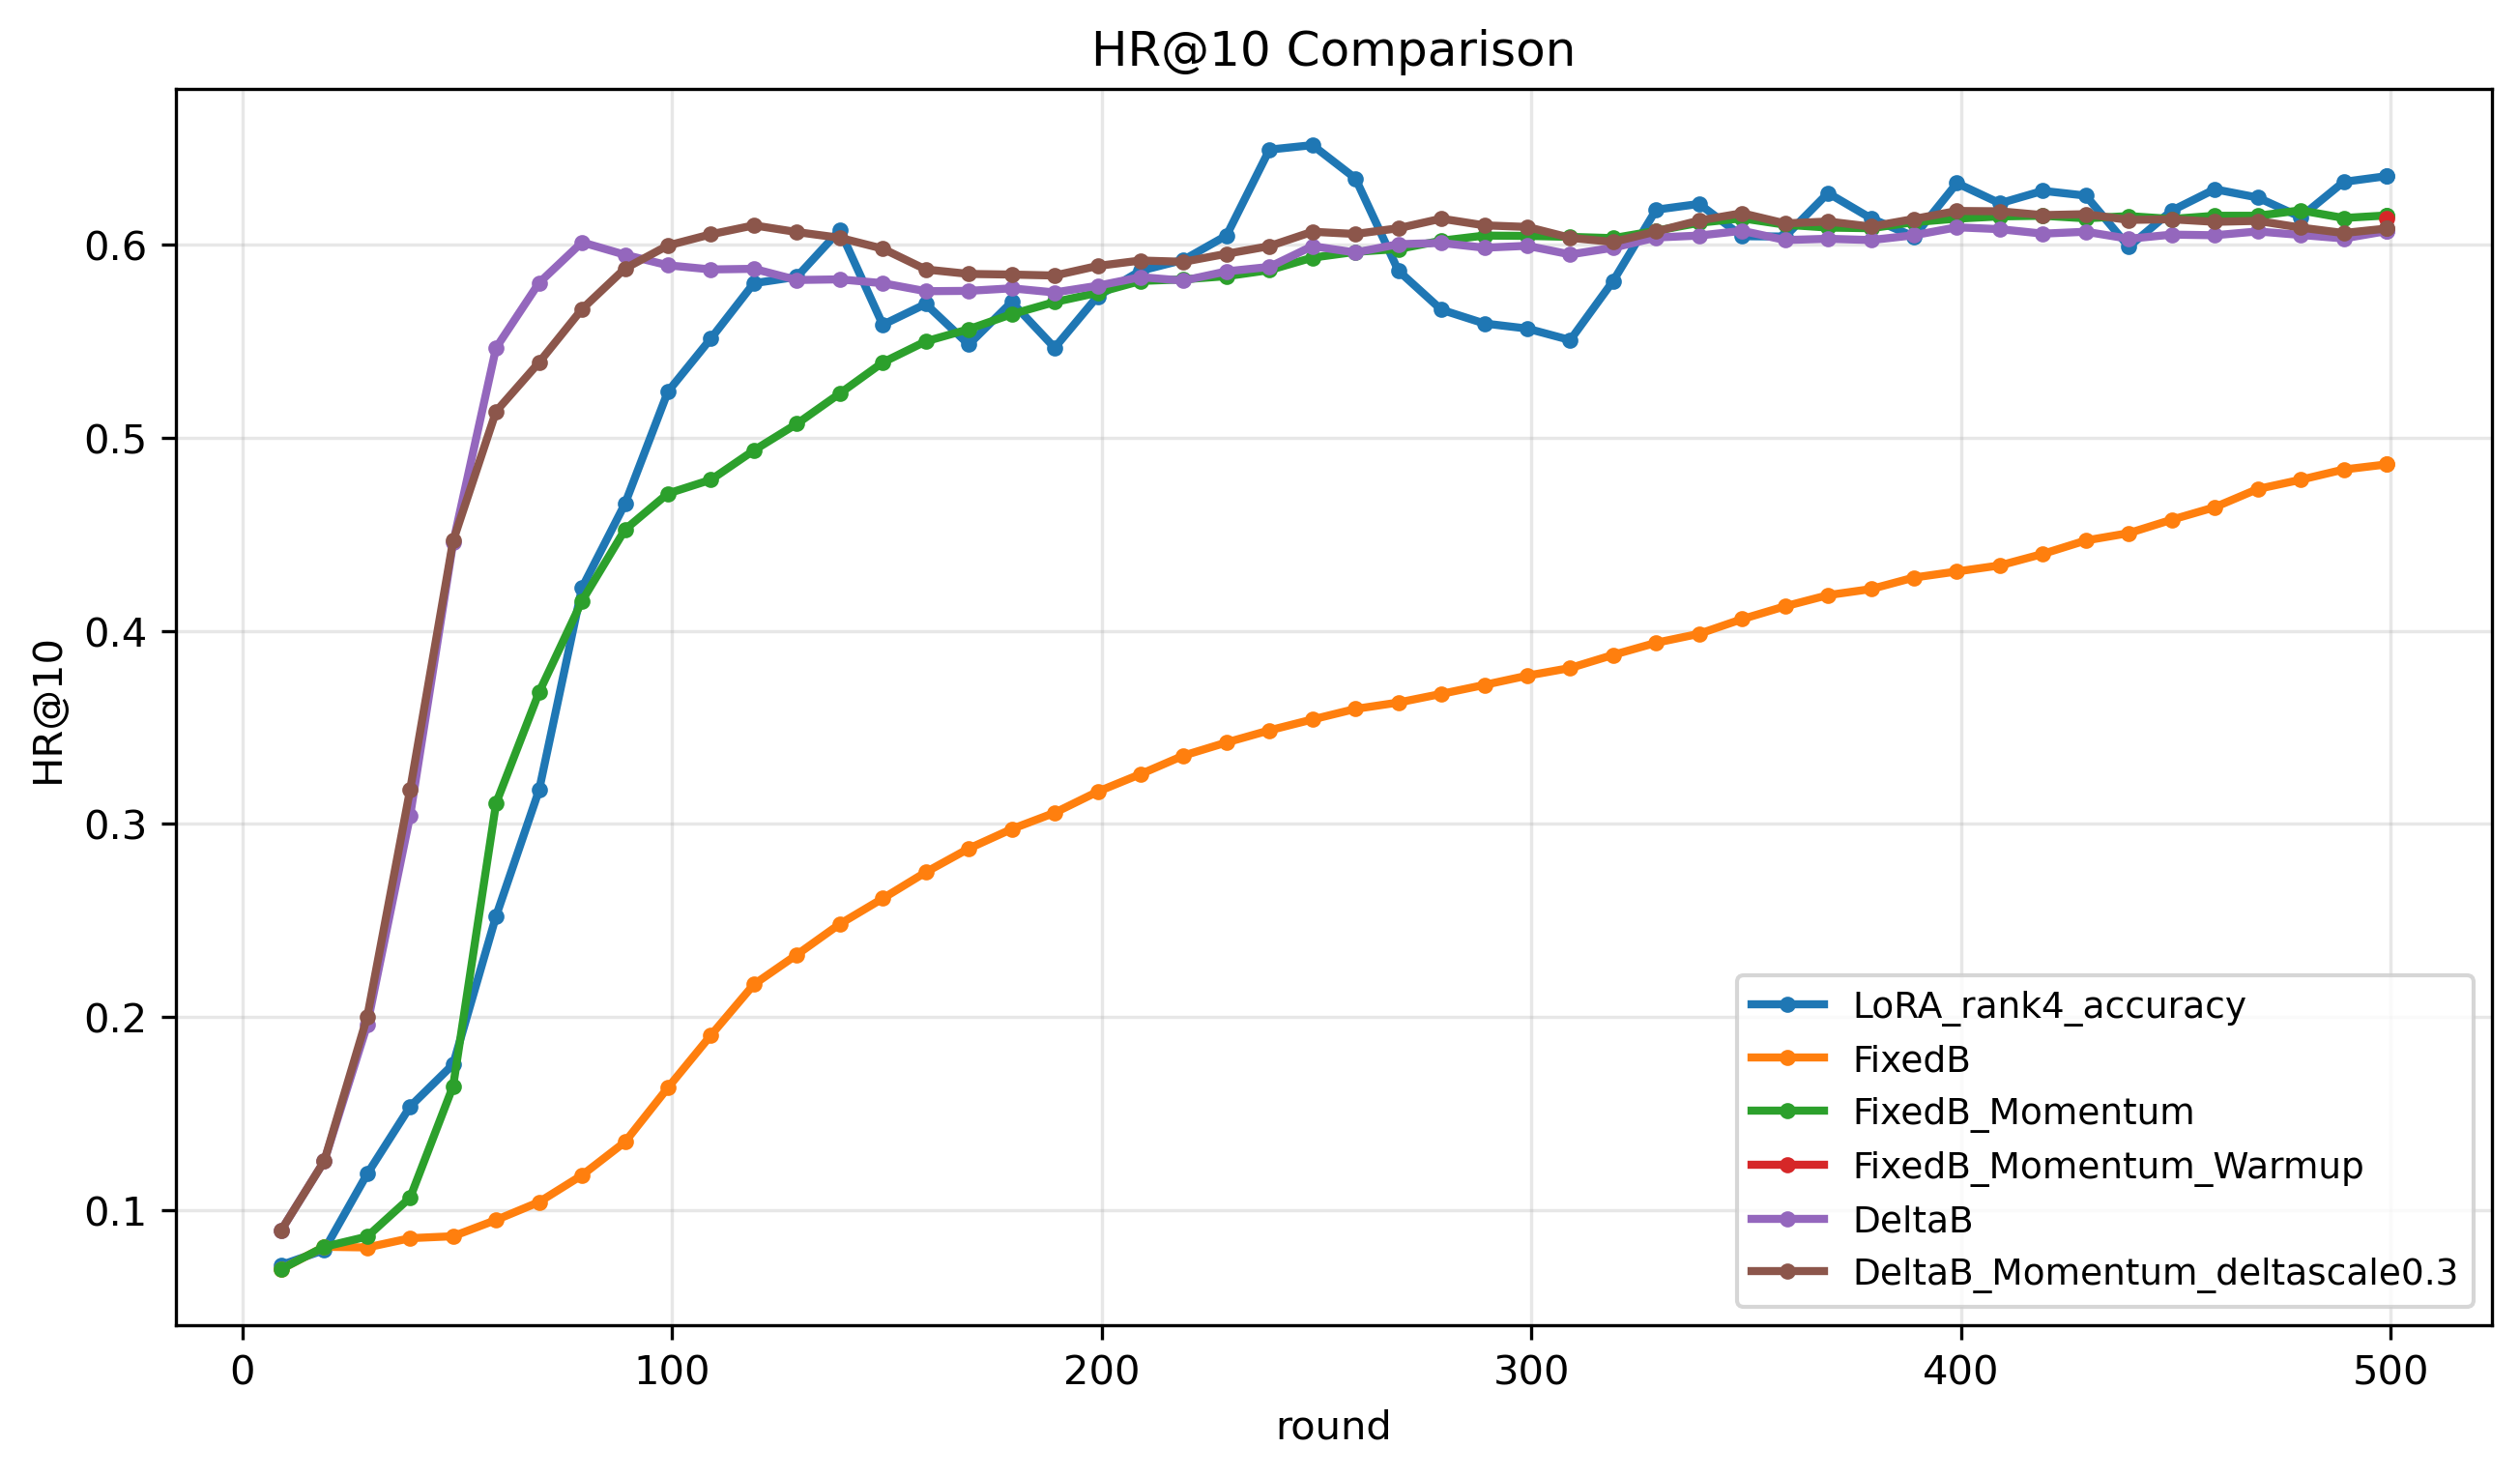 HR@10 Comparison
HR@10
0.6
0.5
0.4
0.3
0.2
0.1
0 100 200 300 400 500
round
LoRA_rank4_accuracy
FixedB
FixedB_Momentum
FixedB_Momentum_Warmup
DeltaB
DeltaB_Momentum_deltascale0.3